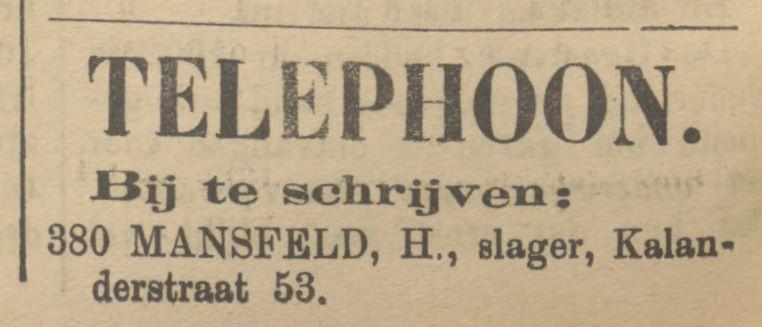 TELEPHOON.
Bij te schrijven:
380 MANSFELD, H., slager, Kalan-
derstraat 53.